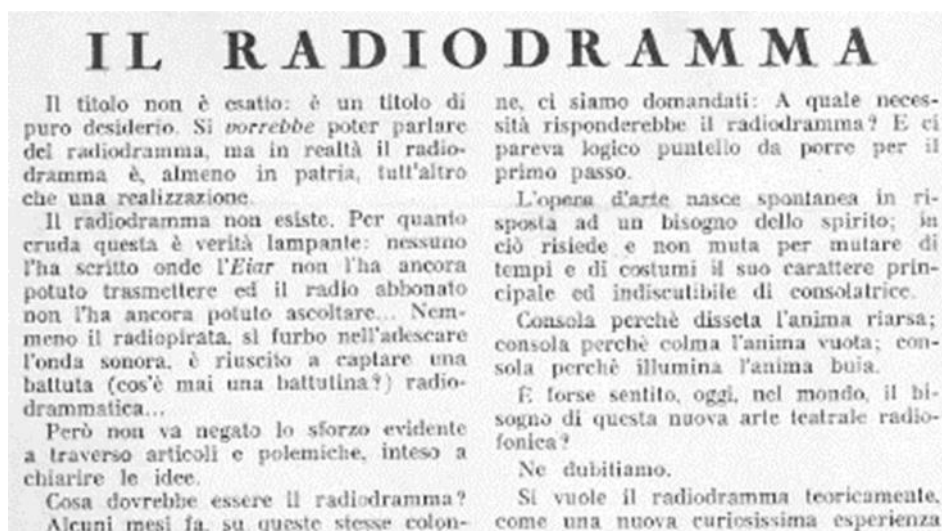 IL RADIODRAMMA
Il titolo non è esatto: è un titolo di
puro desiderio. Si vorrebbe poter parlare
del radiodramma, ma in realtà il radio-
dramma è, almeno in patria, tutt'altro
che una realizzazione.
Il radiodramma non esiste. Per quanto
cruda questa è verità lampante: nessuno
l'ha scritto onde l'Eiar non l'ha ancora
potuto trasmettere ed il radio abbonato
non l'ha ancora potuto ascoltare... Nem-
meno il radiopirata, sì furbo nell'adescare
l'onda sonora, è riuscito a captare una
battuta (cos'è mai una battutina?) radio-
drammatica...
Però non va negato lo sforzo evidente
a traverso articoli e polemiche, inteso a
chiarire le idee.
Cosa dovrebbe essere il radiodramma?
Alcuni mesi fa, su queste stesse colon-
ne, ci siamo domandati: A quale neces-
sità risponderebbe il radiodramma? E ci
pareva logico puntello da porre per il
primo passo.
L'opera d'arte nasce spontanea in ri-
sposta ad un bisogno dello spirito; in
ciò risiede e non muta per mutare di
tempi e di costumi il suo carattere prin-
cipale ed indiscutibile di consolatrice.
Consola perchè disseta l'anima riarsa;
consola perchè colma l'anima vuota; con-
sola perchè illumina l'anima buia.
È forse sentito, oggi, nel mondo, il bi-
sogno di questa nuova arte teatrale radio-
fonica?
Ne dubitiamo.
Si vuole il radiodramma teoricamente,
come una nuova curiosissima esperienza